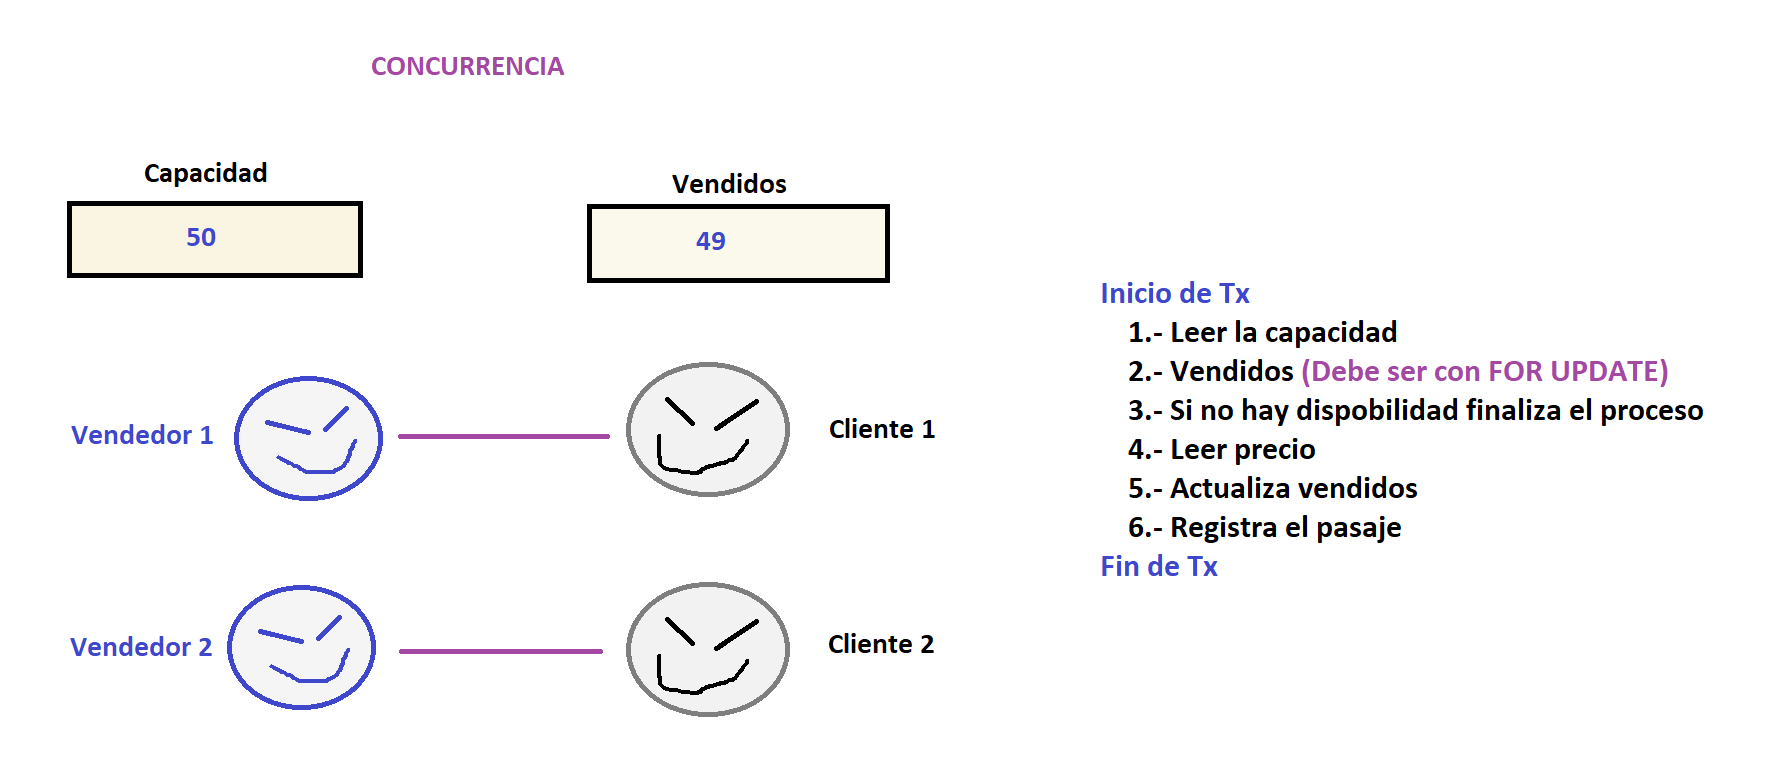 CONCURRENCIA
Capacidad
50
Vendidos
49
Vendedor 1
Cliente 1
Vendedor 2
Cliente 2
Inicio de Tx
1.- Leer la capacidad
2.- Vendidos (Debe ser con FOR UPDATE)
3.- Si no hay dispobilidad finaliza el proceso
4.- Leer precio
5.- Actualiza vendidos
6.- Registra el pasaje
Fin de Tx